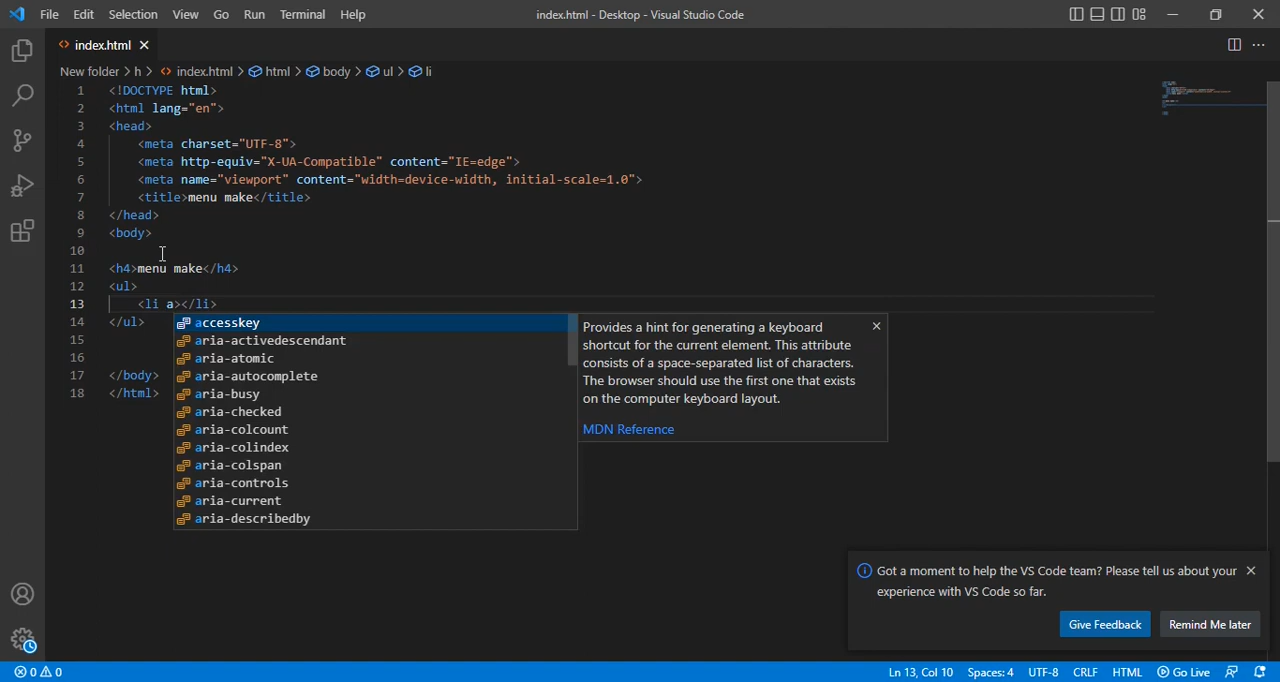 File Edit Selection View Go Run Terminal Help index.html - Desktop - Visual Studio Code
index.html
New folder > h > index.html > html > body > ul > li
1 <!DOCTYPE html>
2 <html lang="en">
3 <head>
4 <meta charset="UTF-8">
5 <meta http-equiv="X-UA-Compatible" content="IE=edge">
6 <meta name="viewport" content="width=device-width, initial-scale=1.0">
7 <title>menu make</title>
8 </head>
9 <body>
10
11 <h4>menu make</h4>
12 <ul>
13 <li a></li>
14 </ul>
15
16
17 </body>
18 </html>
accesskey
aria-activedescendant
aria-atomic
aria-autocomplete
aria-busy
aria-checked
aria-colcount
aria-colindex
aria-colspan
aria-controls
aria-current
aria-describedby
Provides a hint for generating a keyboard
shortcut for the current element. This attribute
consists of a space-separated list of characters.
The browser should use the first one that exists
on the computer keyboard layout.
MDN Reference
Got a moment to help the VS Code team? Please tell us about your
experience with VS Code so far.
Give Feedback Remind Me later
0 0 Ln 13, Col 10 Spaces: 4 UTF-8 CRLF HTML Go Live